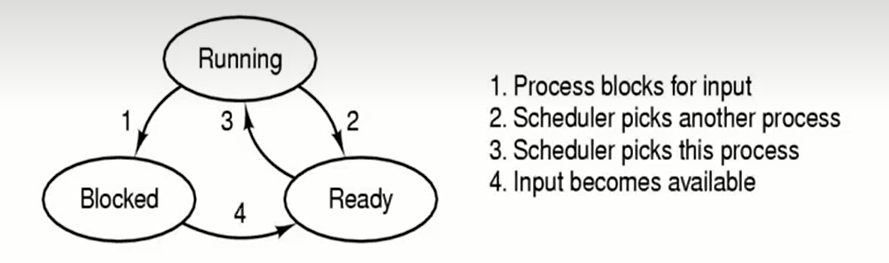 Running
1
3
2
Blocked
4
Ready
1. Process blocks for input
2. Scheduler picks another process
3. Scheduler picks this process
4. Input becomes available